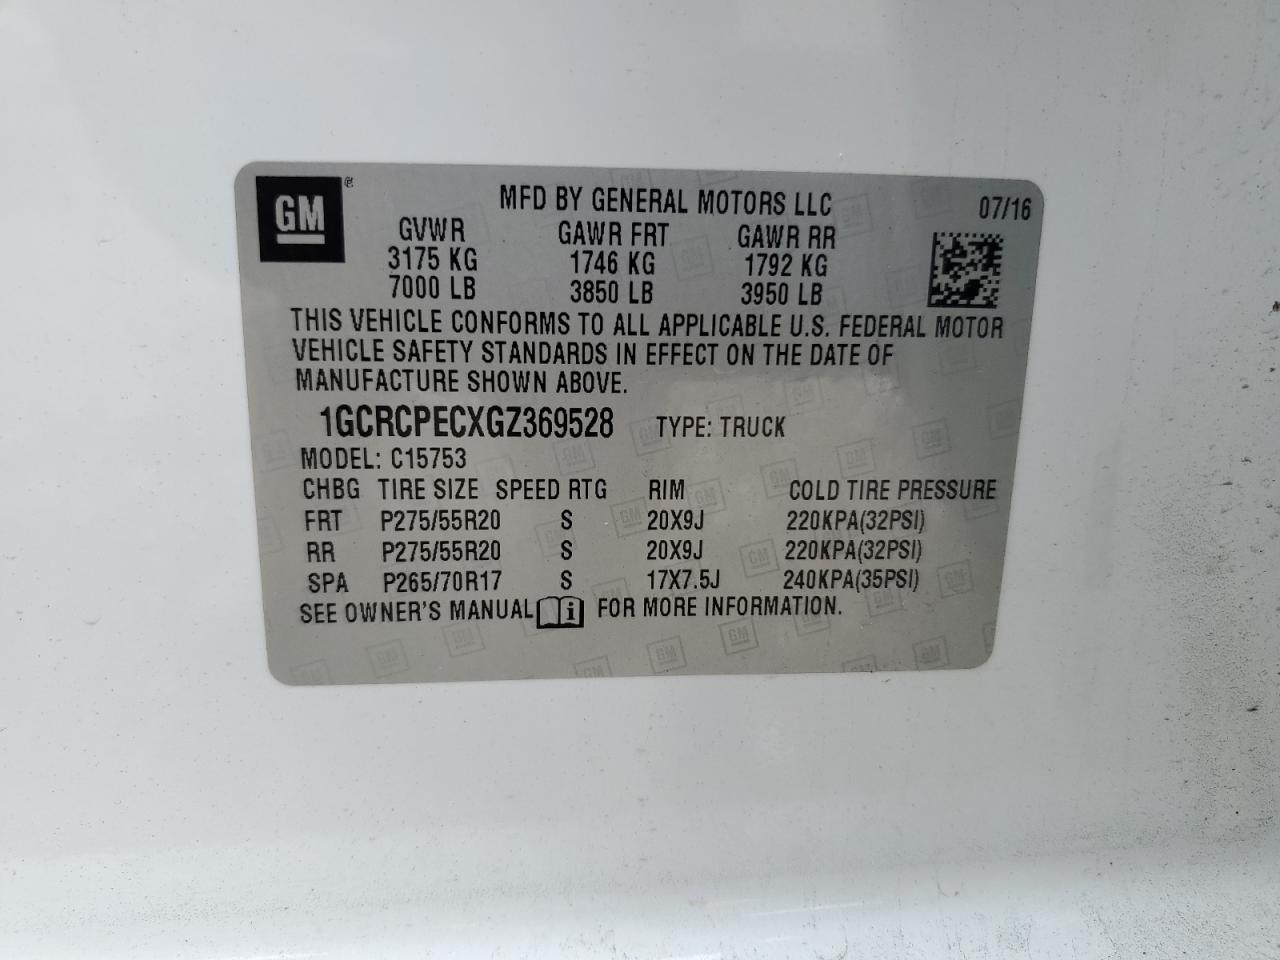 GM
MFD BY GENERAL MOTORS LLC 07/16
GVWR GAWR FRT GAWR RR
3175 KG 1746 KG 1792 KG
7000 LB 3850 LB 3950 LB
THIS VEHICLE CONFORMS TO ALL APPLICABLE U.S. FEDERAL MOTOR
VEHICLE SAFETY STANDARDS IN EFFECT ON THE DATE OF
MANUFACTURE SHOWN ABOVE.
1GCRCPECXGZ369528 TYPE: TRUCK
MODEL: C15753
CHBG TIRE SIZE SPEED RTG RIM COLD TIRE PRESSURE
FRT P275/55R20 S 20X9J 220KPA(32PSI)
RR P275/55R20 S 20X9J 220KPA(32PSI)
SPA P265/70R17 S 17X7.5J 240KPA(35PSI)
SEE OWNER'S MANUAL i FOR MORE INFORMATION.